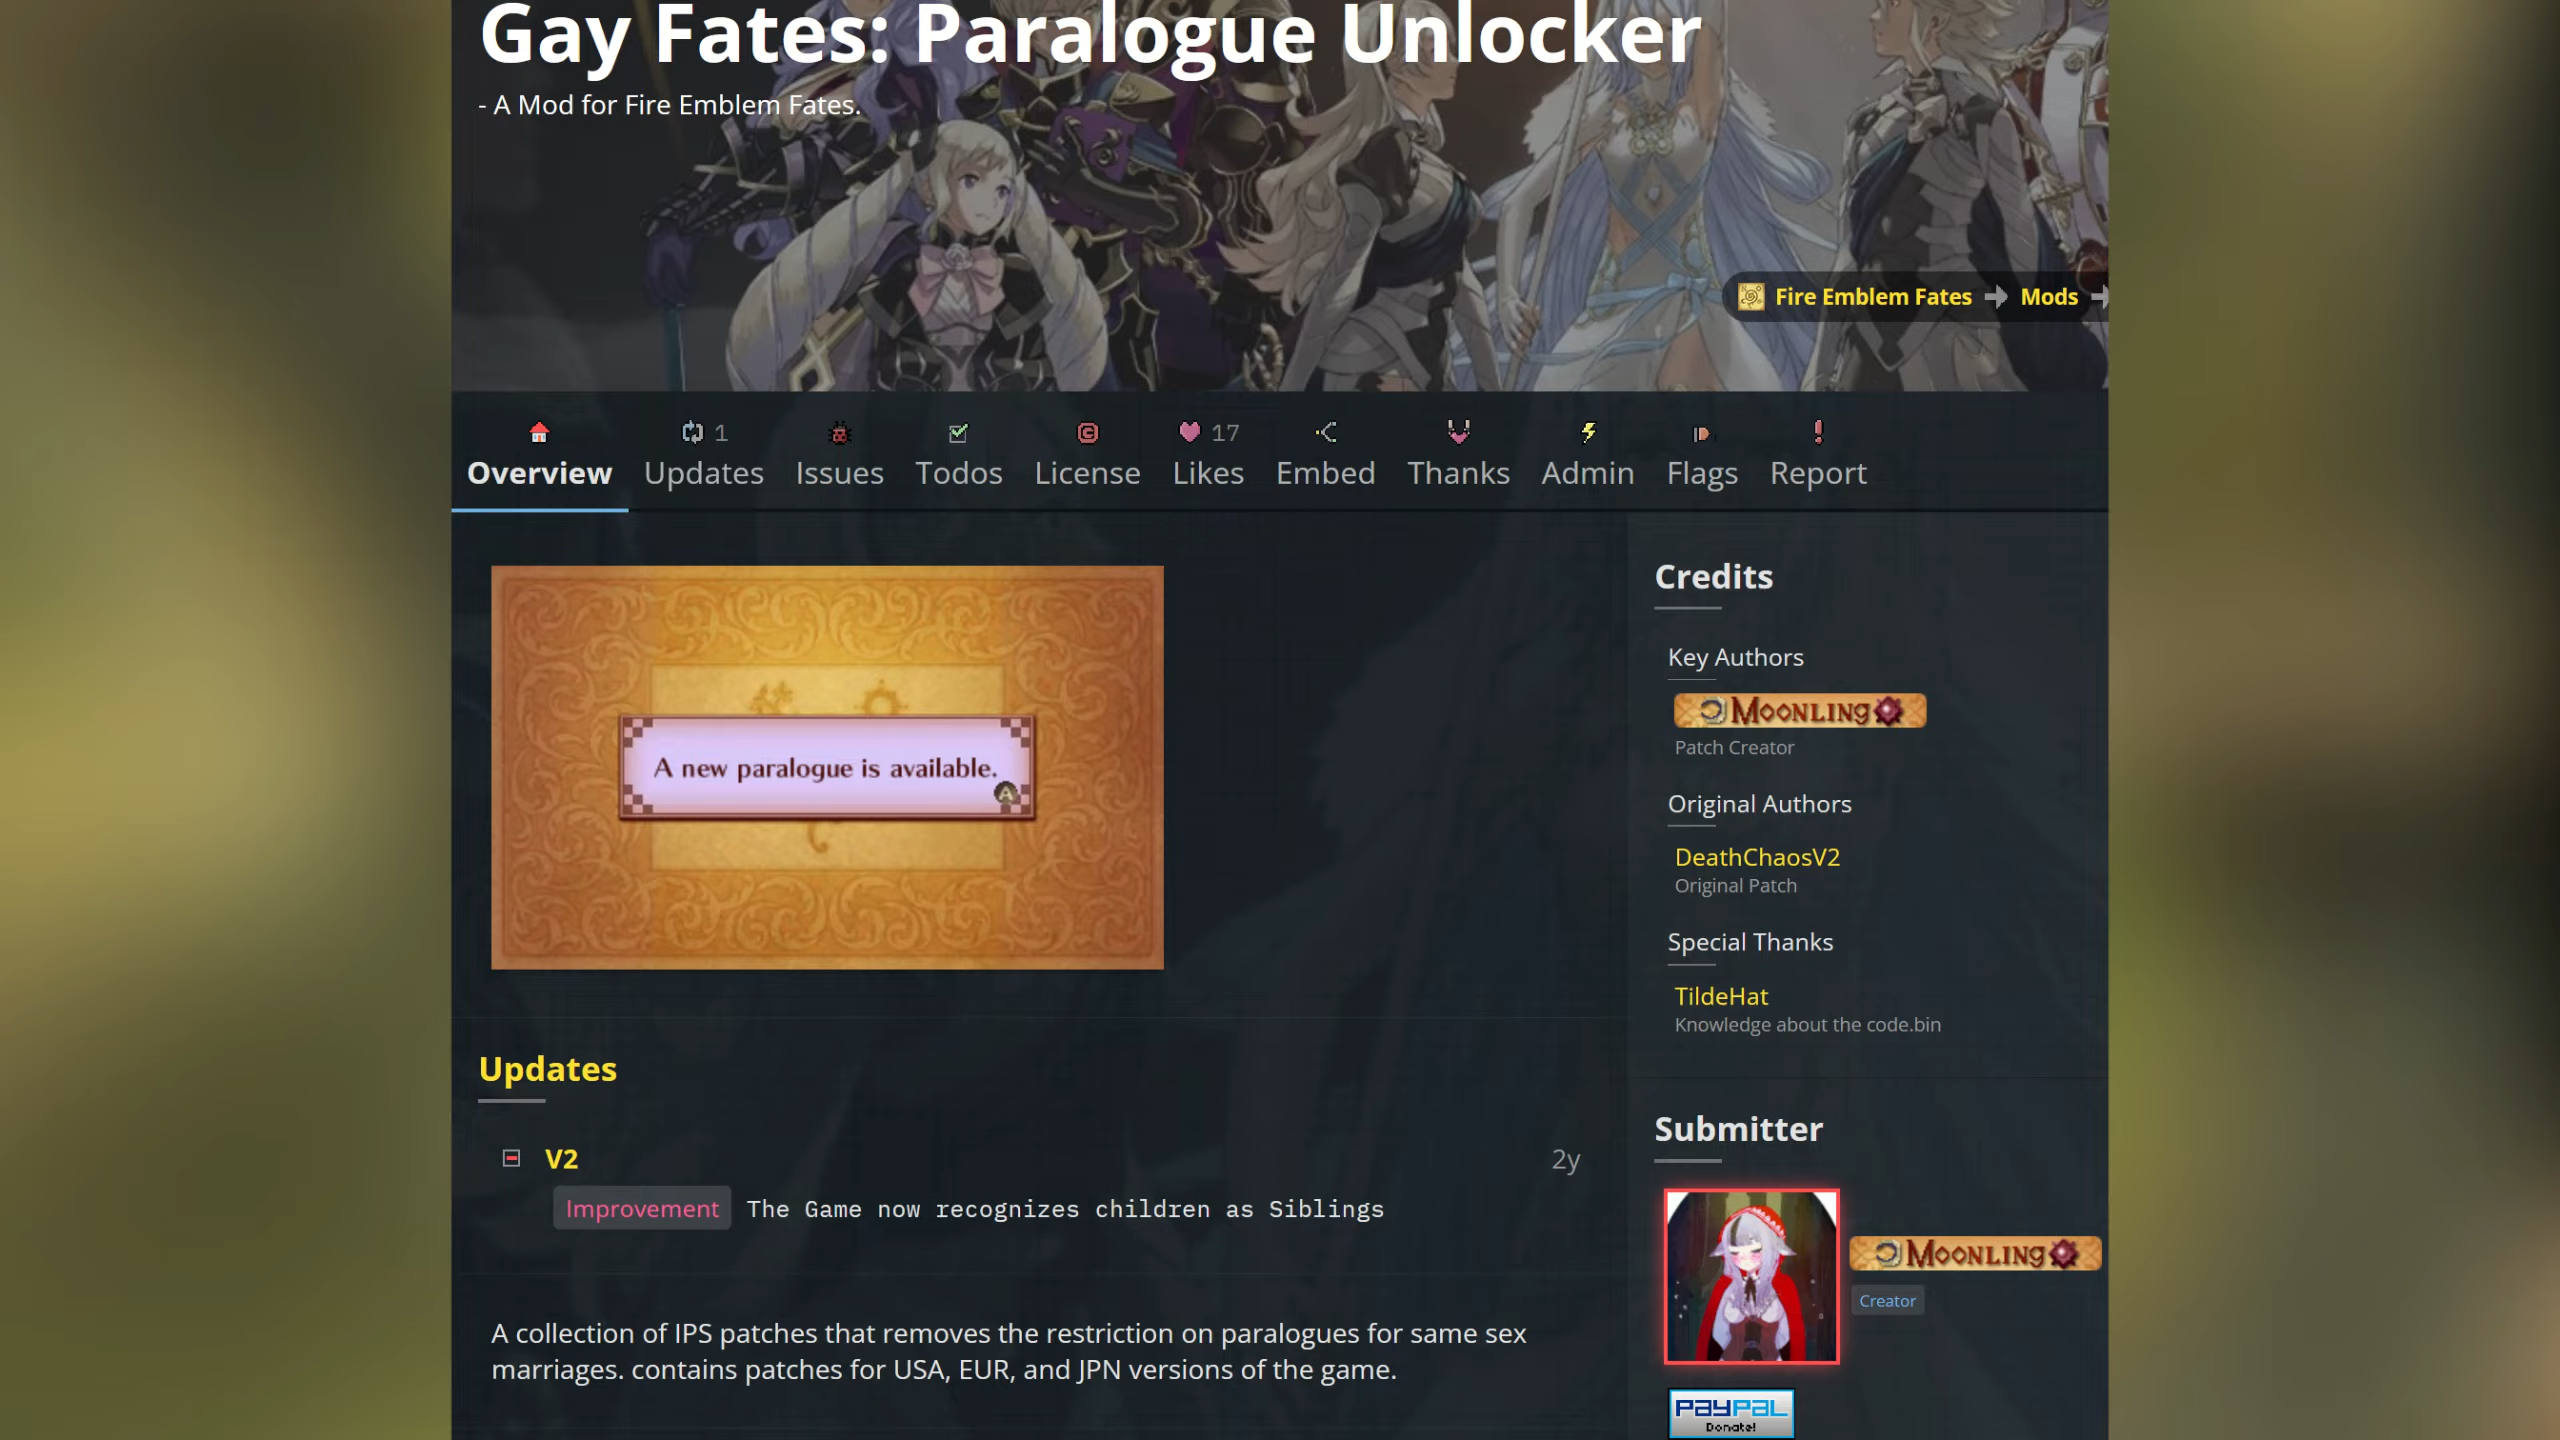 Gay Fates: Paralogue Unlocker
- A Mod for Fire Emblem Fates.
Fire Emblem Fates Mods
1
17
Overview Updates Issues Todos License Likes Embed Thanks Admin Flags Report
A new paralogue is available.
A
Credits
Key Authors
MOONLING
Patch Creator
Original Authors
DeathChaosV2
Original Patch
Special Thanks
TildeHat
Knowledge about the code.bin
Updates
V2 2y
Improvement The Game now recognizes children as Siblings
A collection of IPS patches that removes the restriction on paralogues for same sex
marriages. contains patches for USA, EUR, and JPN versions of the game.
Submitter
MOONLING
Creator
PayPal
Donate!